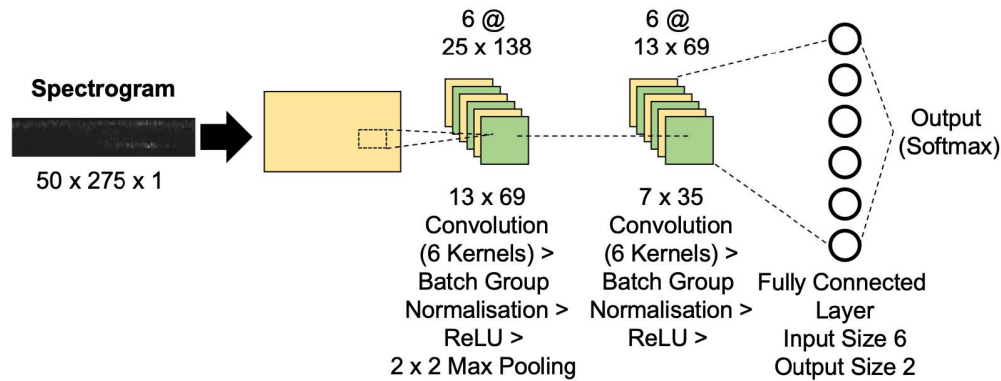 Spectrogram
50 x 275 x 1
6 @
25 x 138
13 x 69
Convolution
(6 Kernels) >
Batch Group
Normalisation >
ReLU >
2 x 2 Max Pooling
6 @
13 x 69
7 x 35
Convolution
(6 Kernels) >
Batch Group
Normalisation >
ReLU >
Fully Connected
Layer
Input Size 6
Output Size 2
Output
(Softmax)